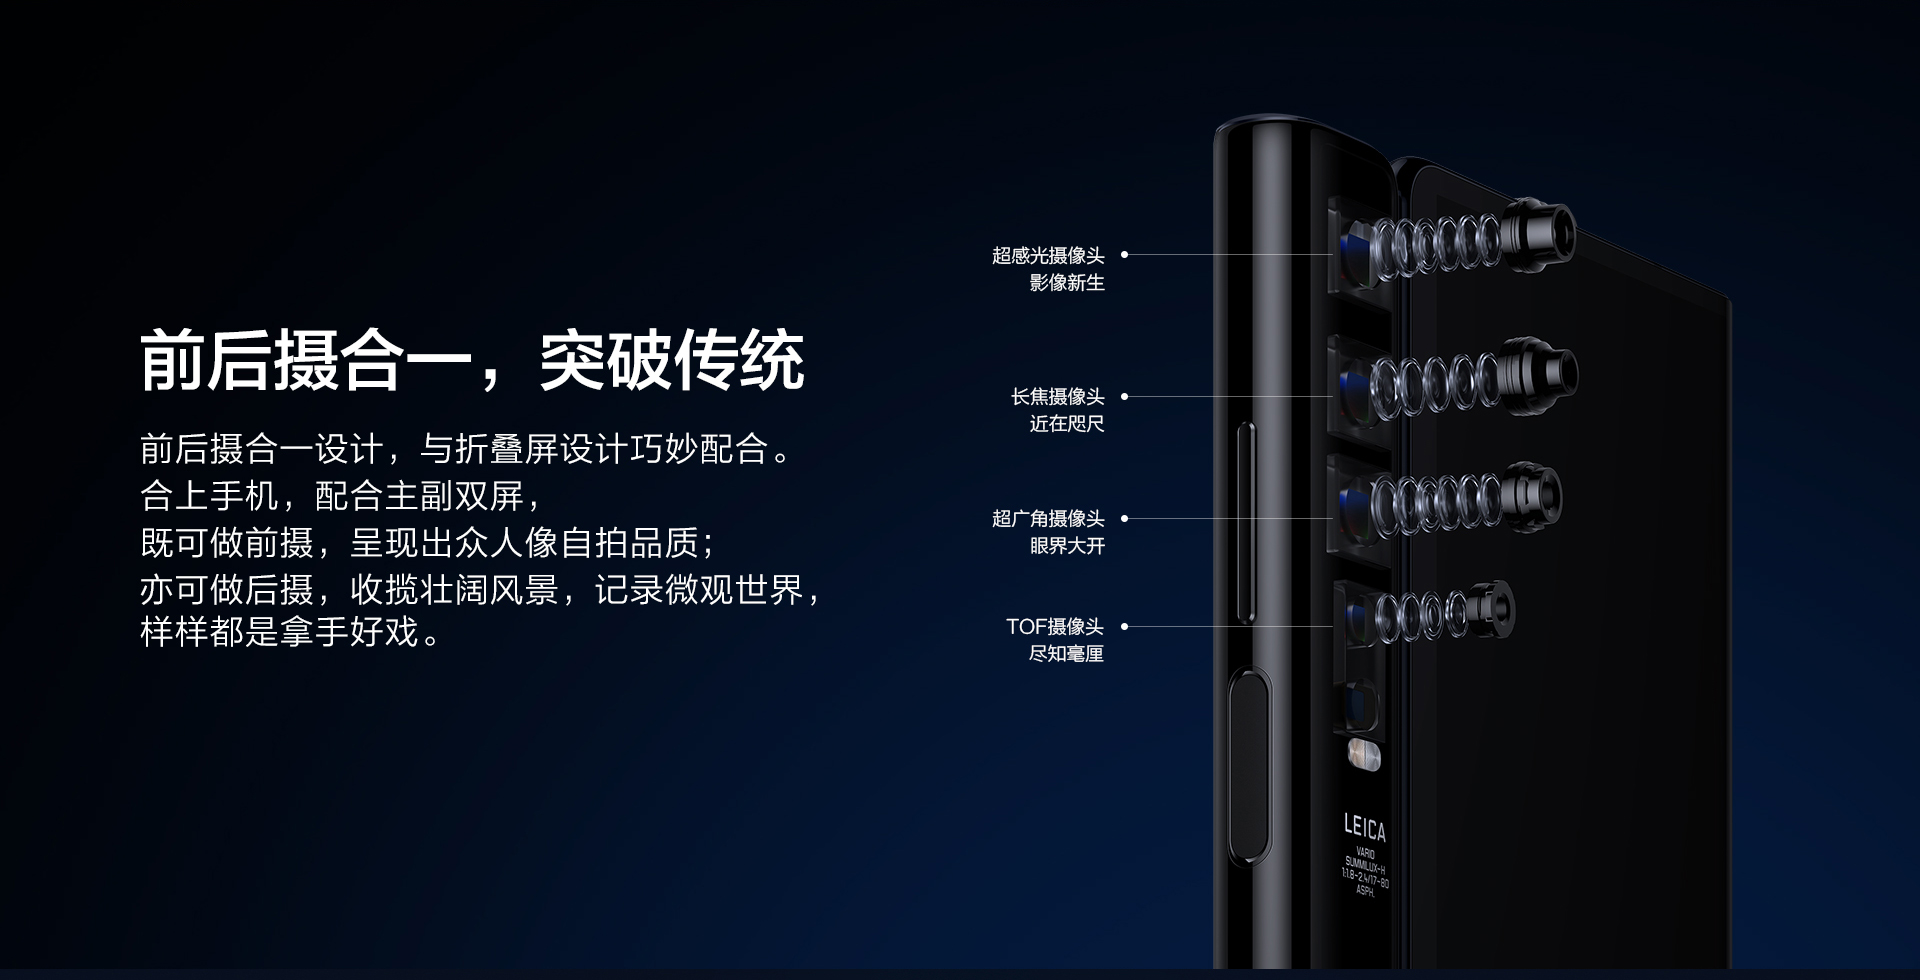 前后摄合一，突破传统
前后摄合一设计，与折叠屏设计巧妙配合。
合上手机，配合主副双屏，
既可做前摄，呈现出众人像自拍品质；
亦可做后摄，收揽壮阔风景，记录微观世界，
样样都是拿手好戏。
超感光摄像头
影像新生
长焦摄像头
近在咫尺
超广角摄像头
眼界大开
TOF摄像头
尽知毫厘
LEICA
VARIO
SUMMILUX-H
1:1.8-2.4/17-80
ASPH.